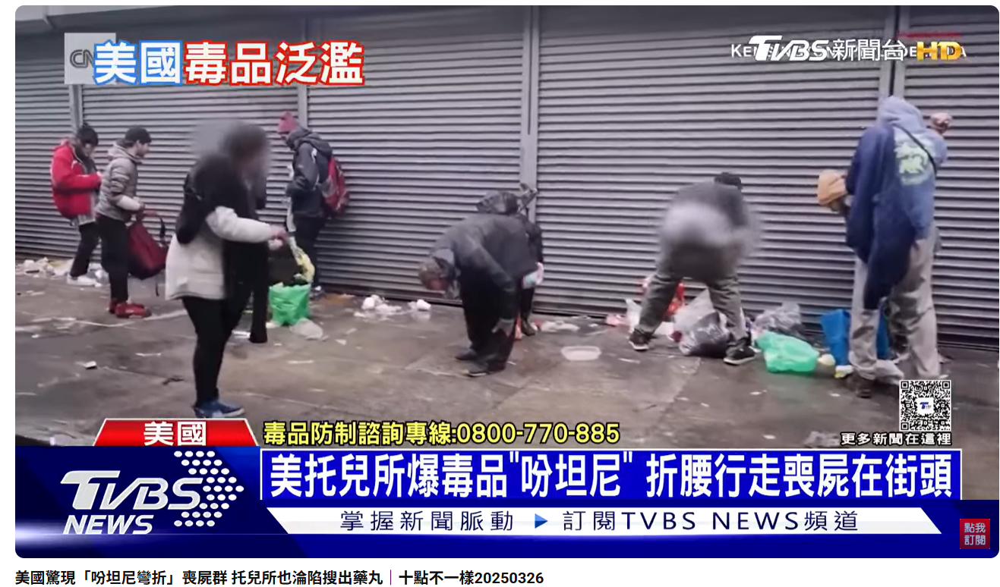 CN
美國毒品泛濫
TVBS新聞台HD
美國
毒品防制諮詢專線:0800-770-885
更多新聞在這裡
美托兒所爆毒品"吩坦尼" 折腰行走喪屍在街頭
TVBS
NEWS
掌握新聞脈動 ▶ 訂閱TVBS NEWS頻道
點我
訂閱
美國驚現「吩坦尼彎折」喪屍群 托兒所也淪陷搜出藥丸｜十點不一樣20250326